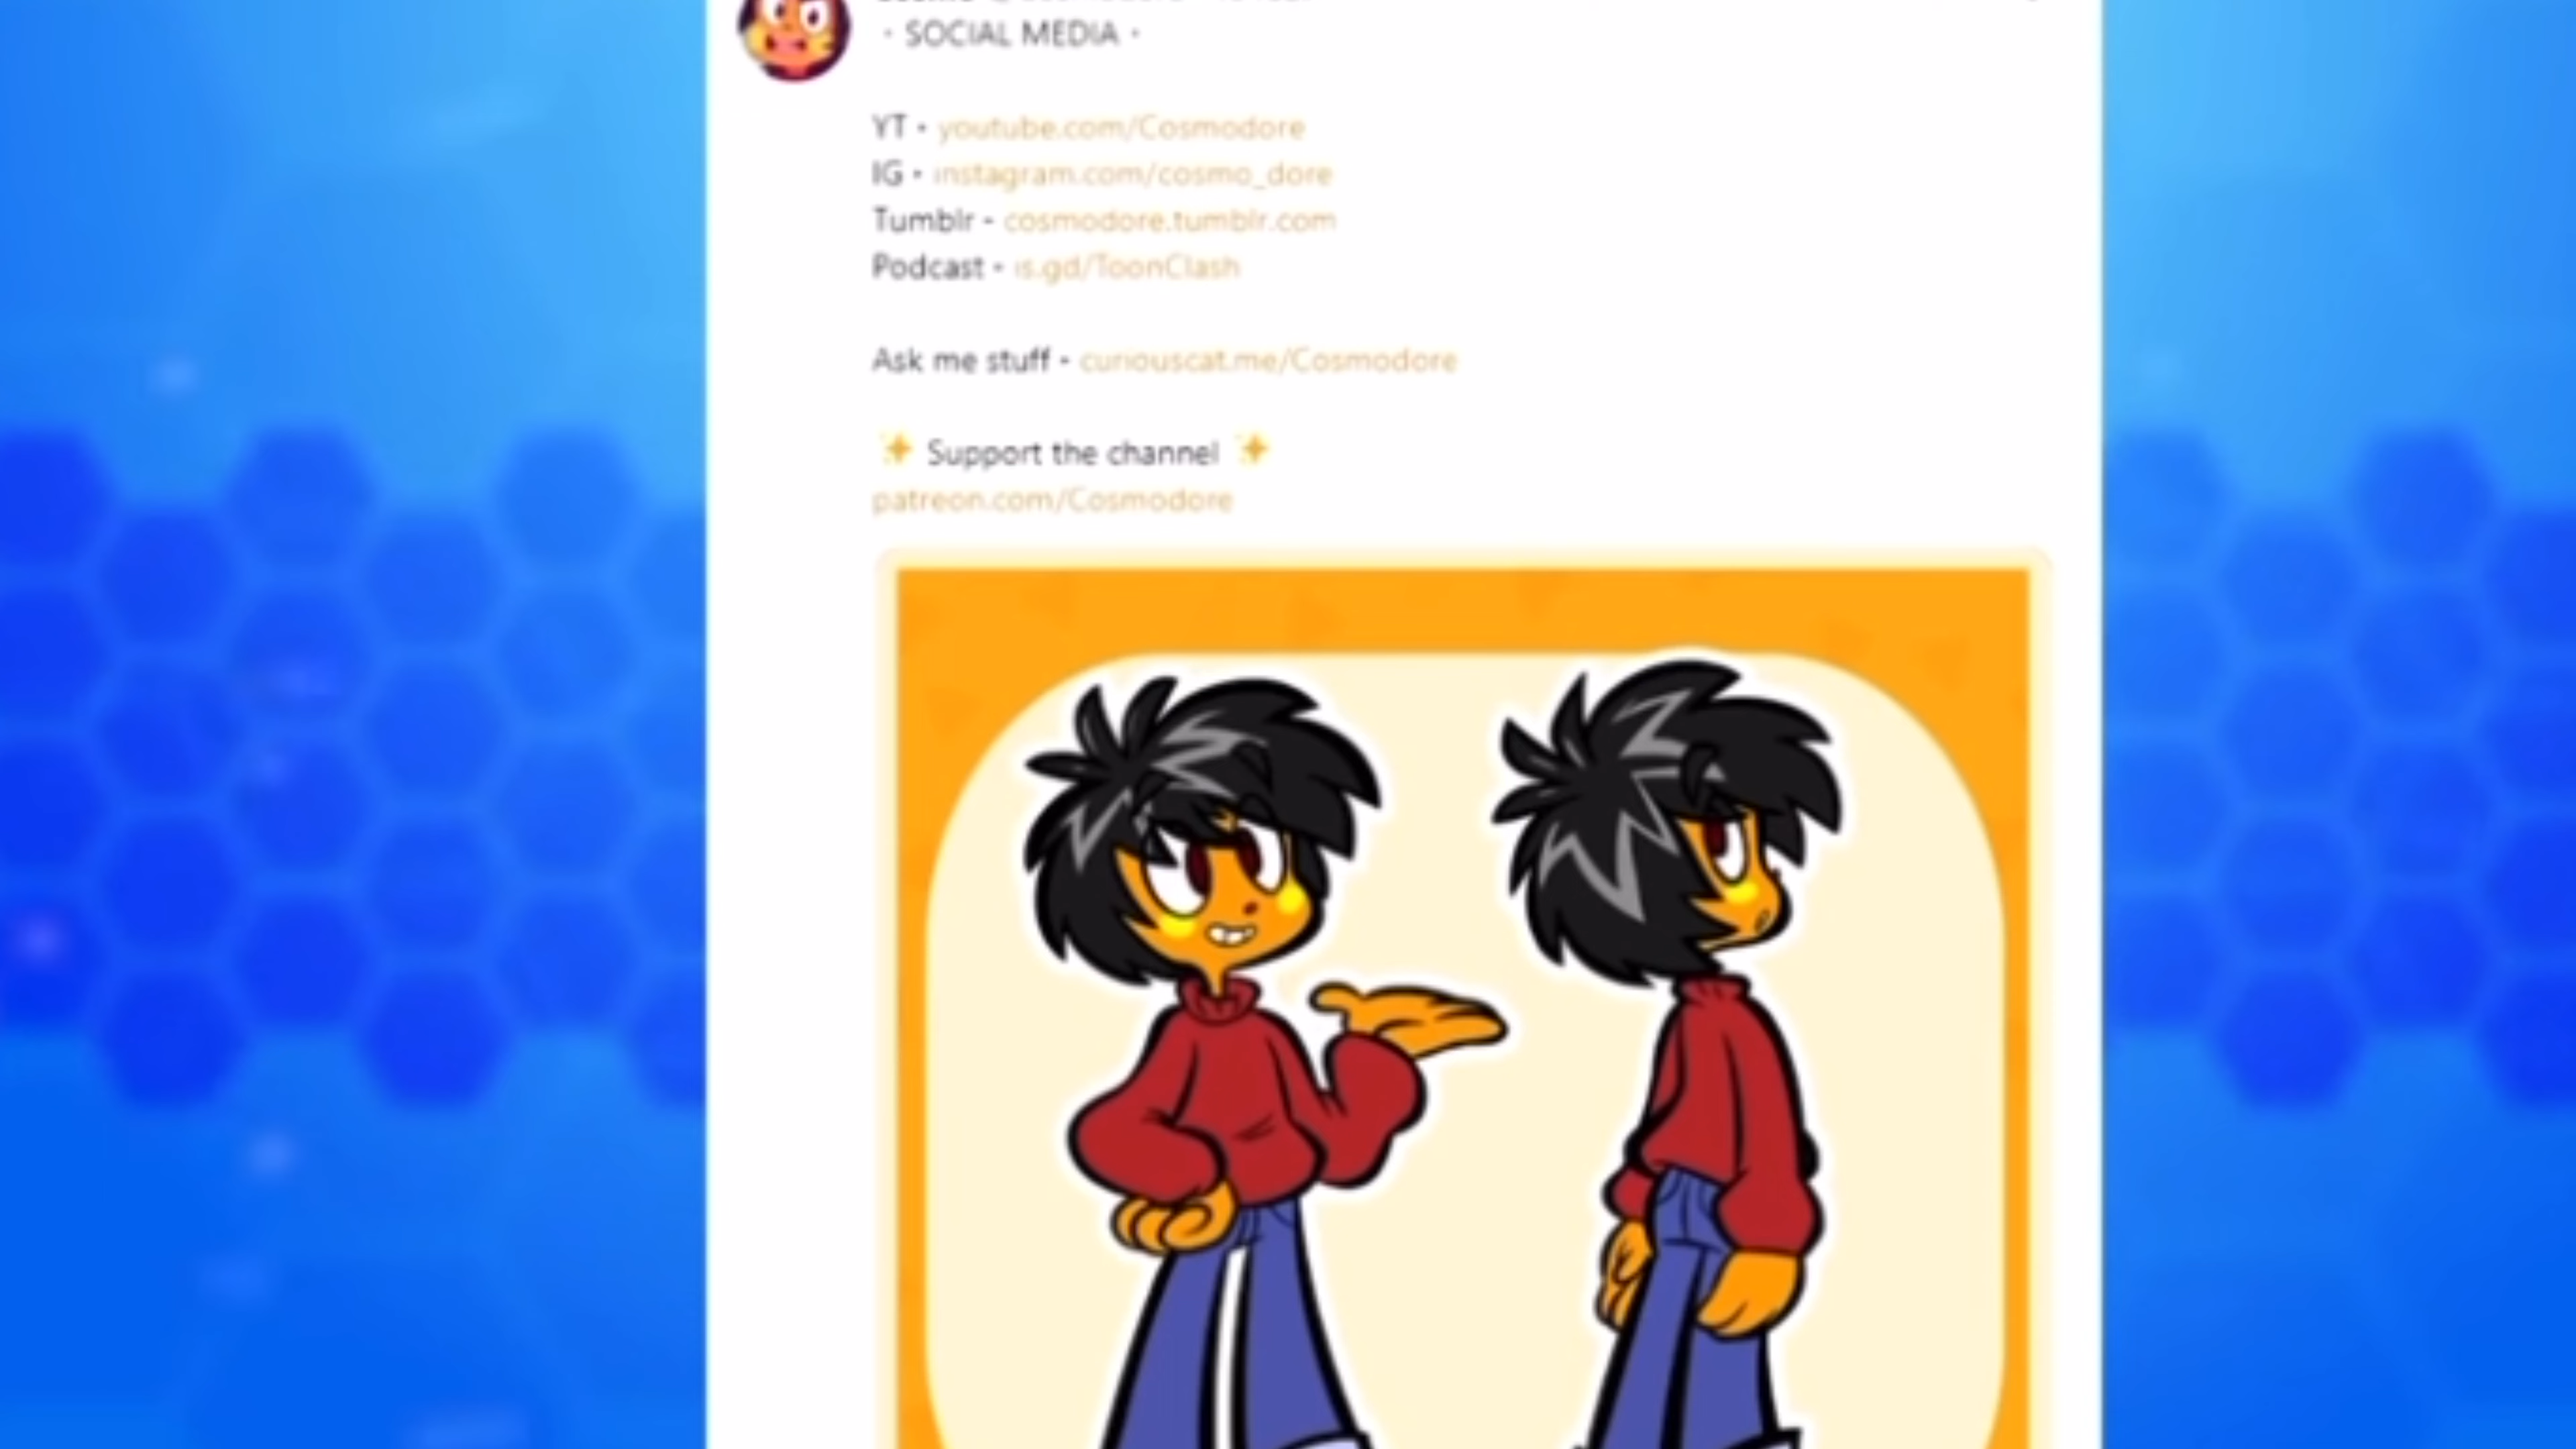 • SOCIAL MEDIA •
YT • youtube.com/Cosmodore
IG • instagram.com/cosmo_dore
Tumblr - cosmodore.tumblr.com
Podcast - is.gd/ToonClash
Ask me stuff - curiouscat.me/Cosmodore
✨ Support the channel ✨
patreon.com/Cosmodore